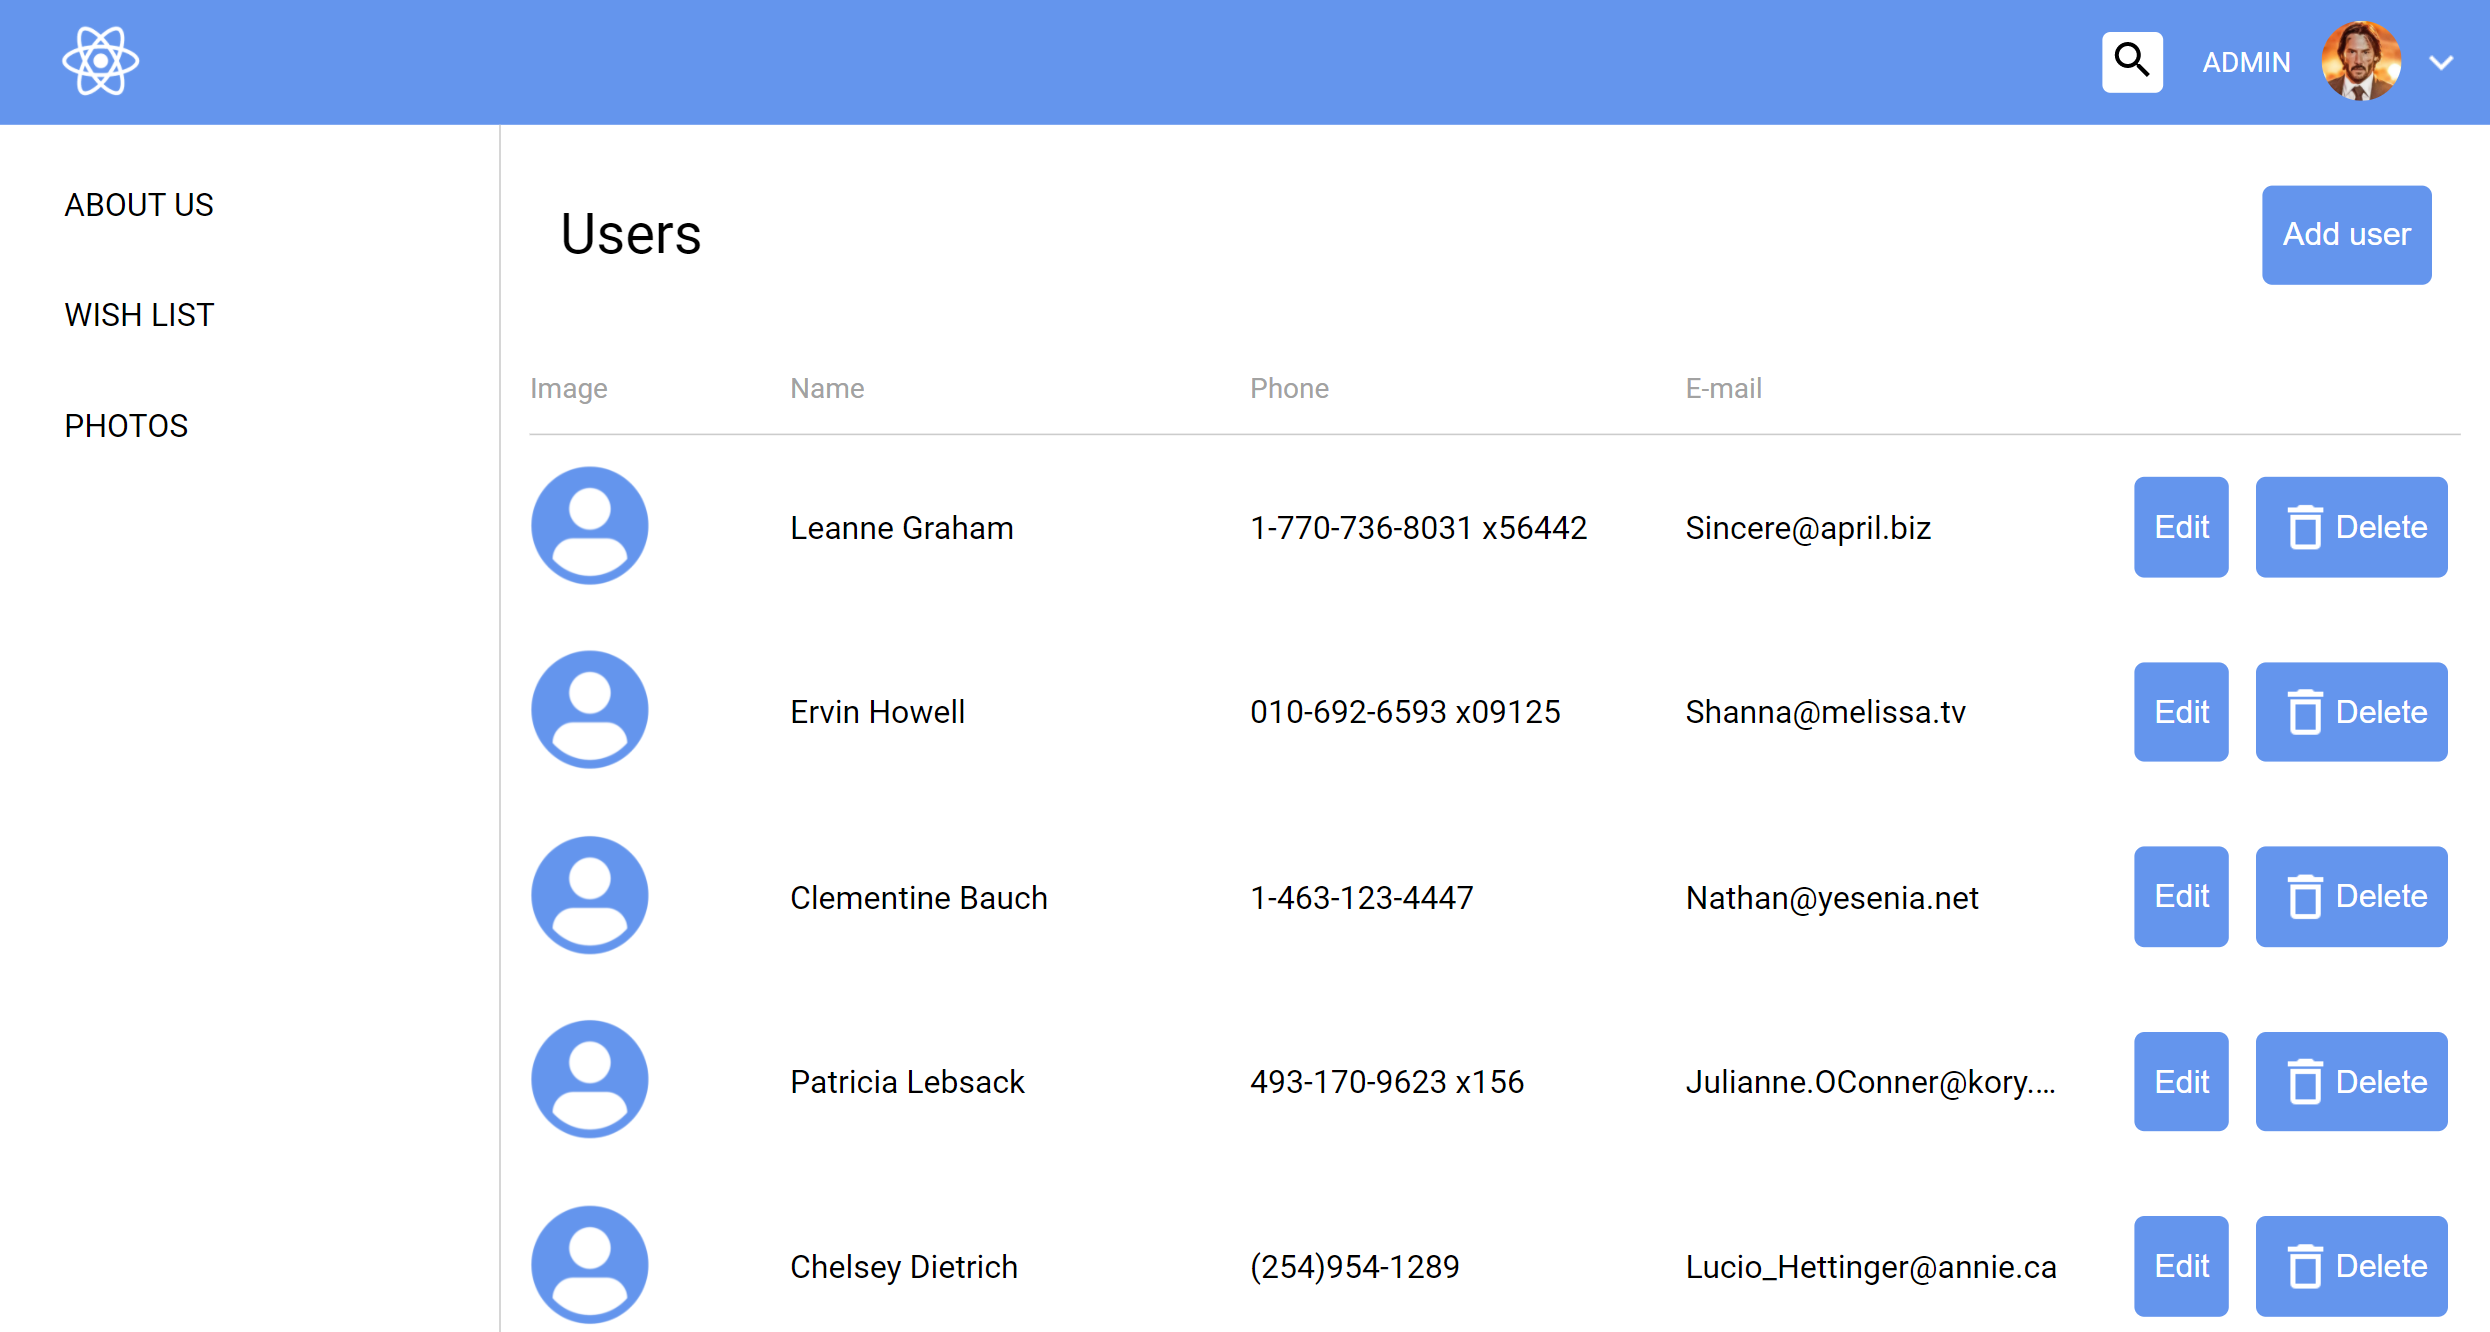 ADMIN
ABOUT US
WISH LIST
PHOTOS
Users
Add user
Image Name Phone E-mail
Leanne Graham 1-770-736-8031 x56442 Sincere@april.biz Edit Delete
Ervin Howell 010-692-6593 x09125 Shanna@melissa.tv Edit Delete
Clementine Bauch 1-463-123-4447 Nathan@yesenia.net Edit Delete
Patricia Lebsack 493-170-9623 x156 Julianne.OConner@kory.... Edit Delete
Chelsey Dietrich (254)954-1289 Lucio_Hettinger@annie.ca Edit Delete